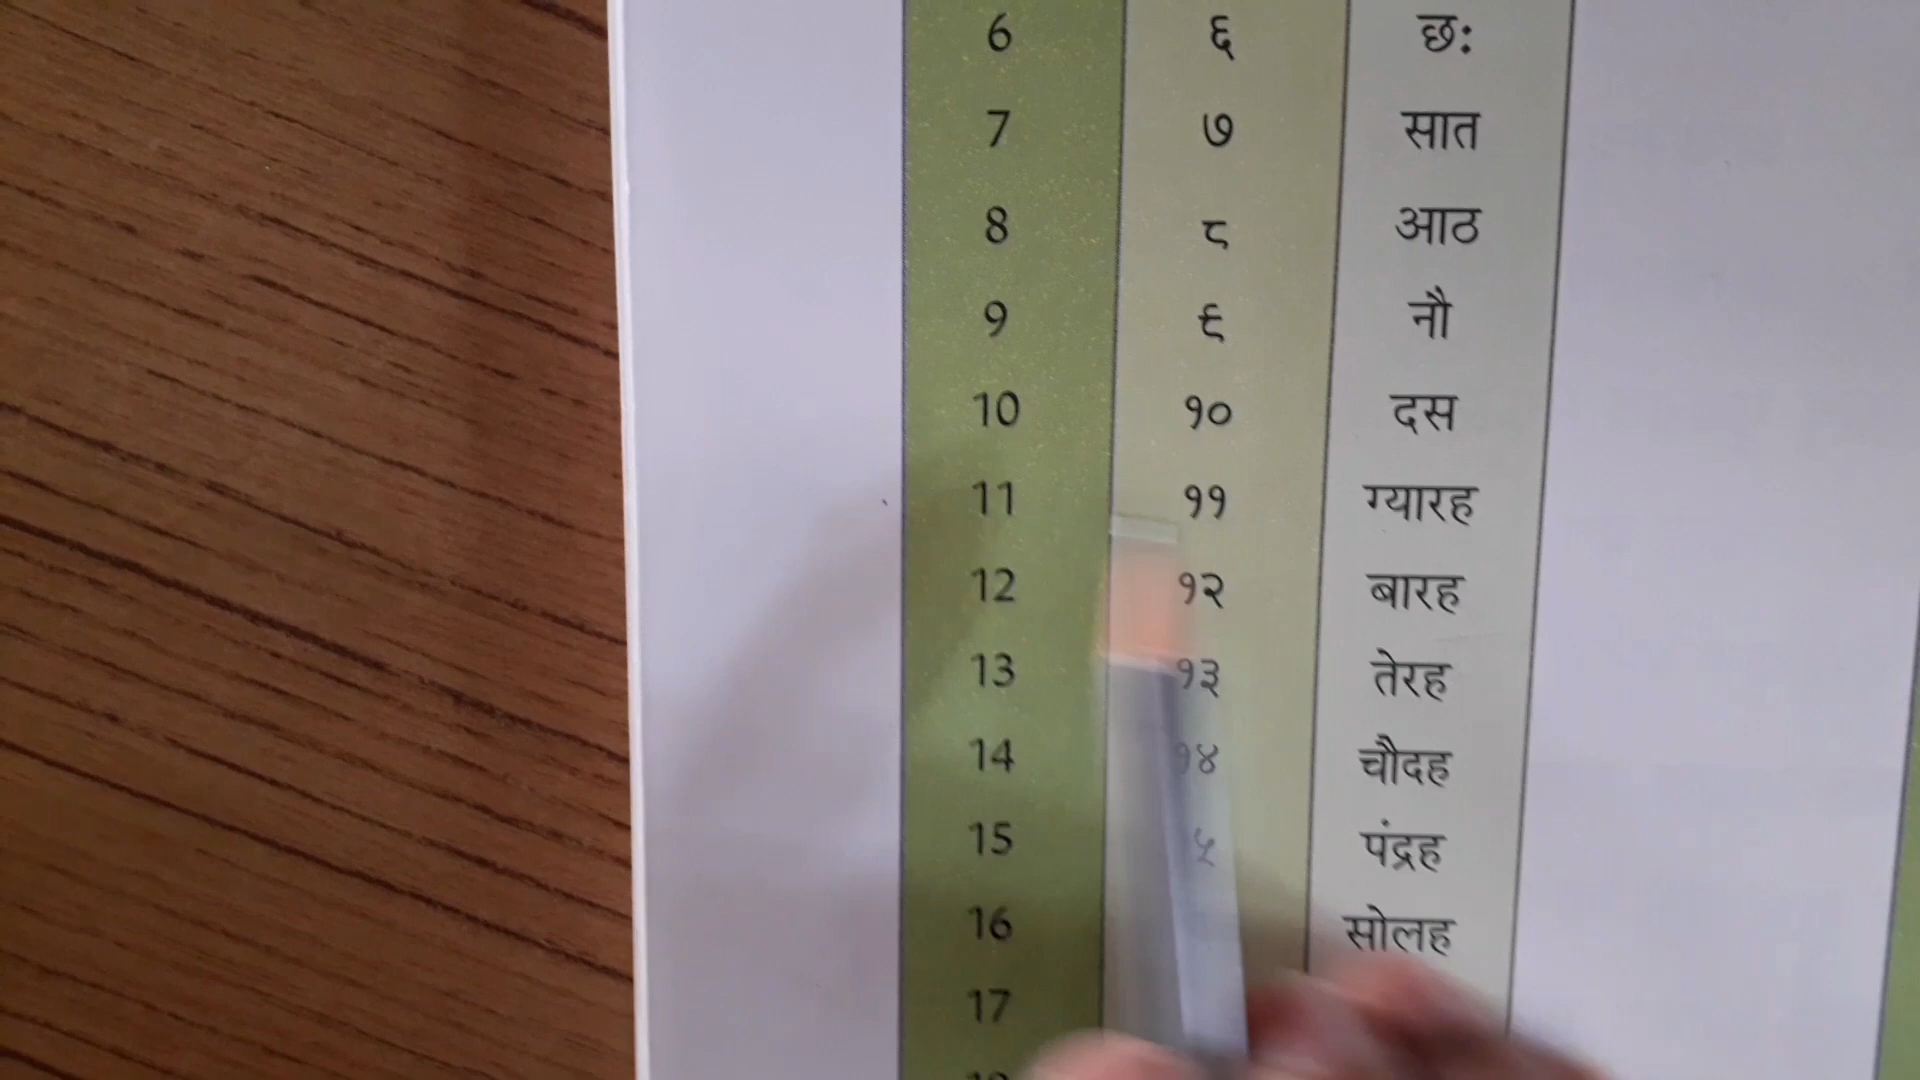 6 ६ छः
7 ७ सात
8 ८ आठ
9 ९ नौ
10 १० दस
11 ११ ग्यारह
12 १२ बारह
13 १३ तेरह
14 १४ चौदह
15 ५ पंद्रह
16 सोलह
17